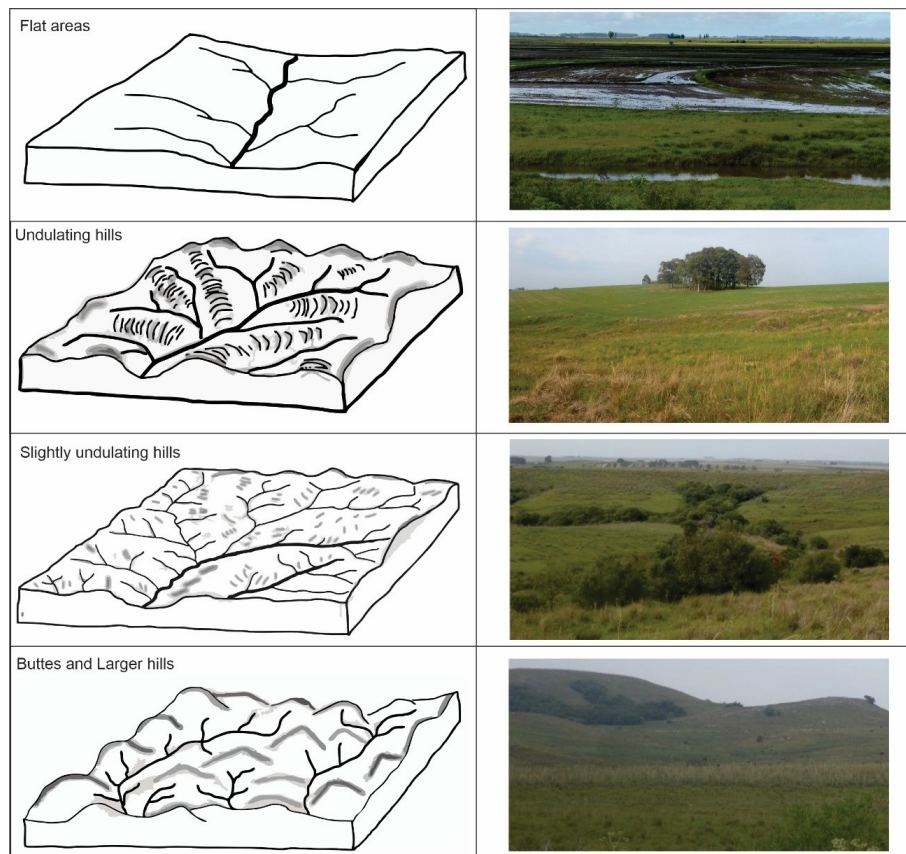 Flat areas
Undulating hills
Slightly undulating hills
Buttes and Larger hills